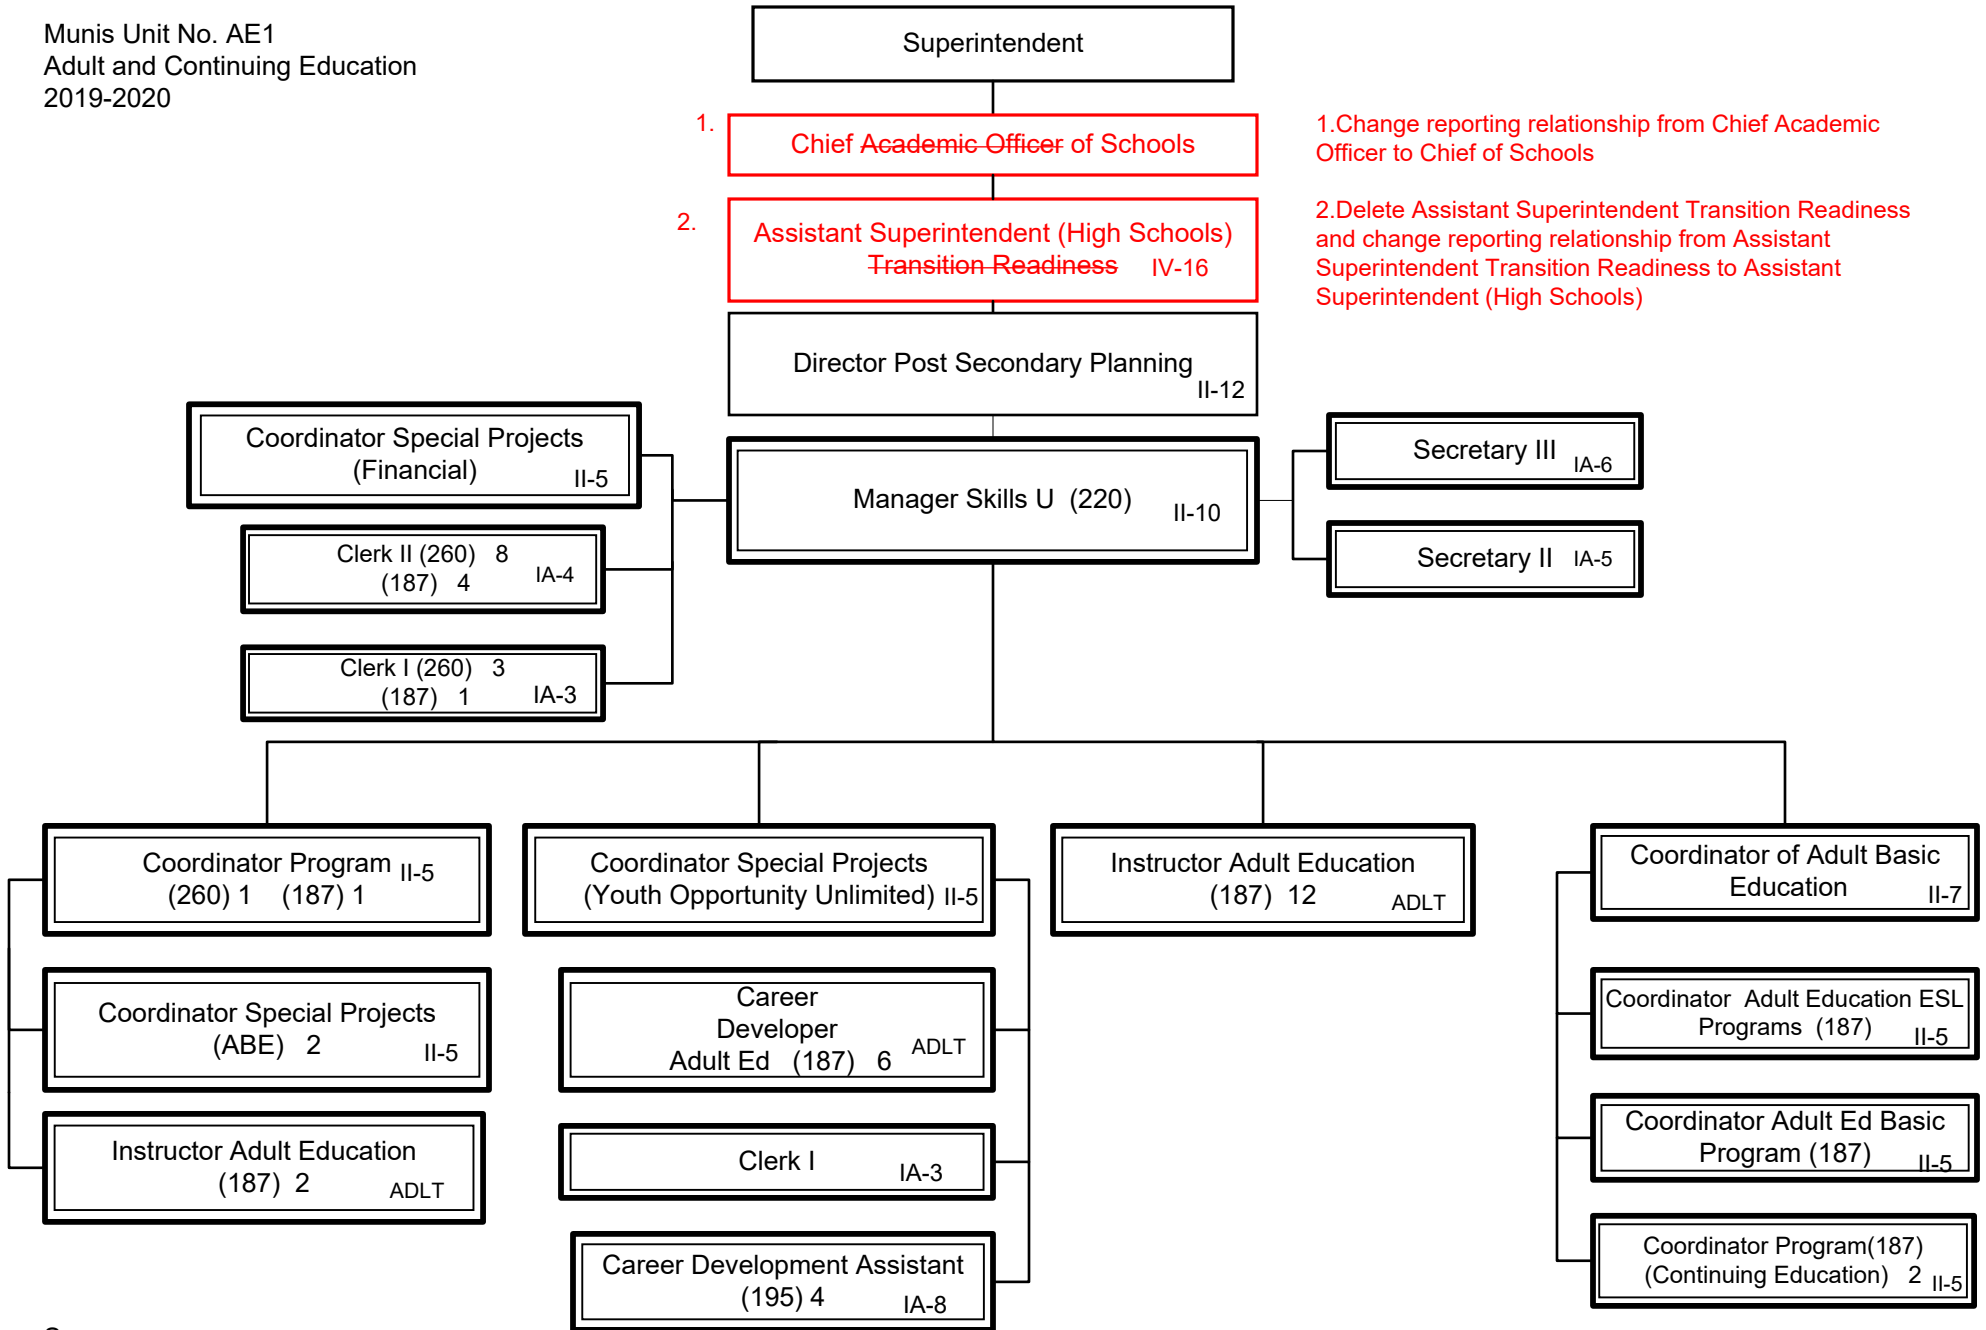 Munis Unit No. AE1
Adult and Continuing Education
2019-2020
Superintendent
1.
Chief Academic Officer of Schools
1.Change reporting relationship from Chief Academic
Officer to Chief of Schools
2.
Assistant Superintendent (High Schools)
Transition Readiness IV-16
2.Delete Assistant Superintendent Transition Readiness
and change reporting relationship from Assistant
Superintendent Transition Readiness to Assistant
Superintendent (High Schools)
Director Post Secondary Planning
II-12
Coordinator Special Projects
(Financial)
II-5
Manager Skills U (220)
II-10
Secretary III
IA-6
Clerk II (260) 8
(187) 4
IA-4
Secretary II IA-5
Clerk I (260) 3
(187) 1
IA-3
Coordinator Program
II-5
(260) 1 (187) 1
Coordinator Special Projects
(ABE) 2
II-5
Instructor Adult Education
(187) 2
ADLT
Coordinator Special Projects
(Youth Opportunity Unlimited) II-5
Career
Developer
Adult Ed (187) 6
ADLT
Clerk I
IA-3
Career Development Assistant
(195) 4
IA-8
Instructor Adult Education
(187) 12
ADLT
Coordinator of Adult Basic
Education
II-7
Coordinator Adult Education ESL
Programs (187)
II-5
Coordinator Adult Ed Basic
Program (187)
II-5
Coordinator Program(187)
(Continuing Education) 2
II-5